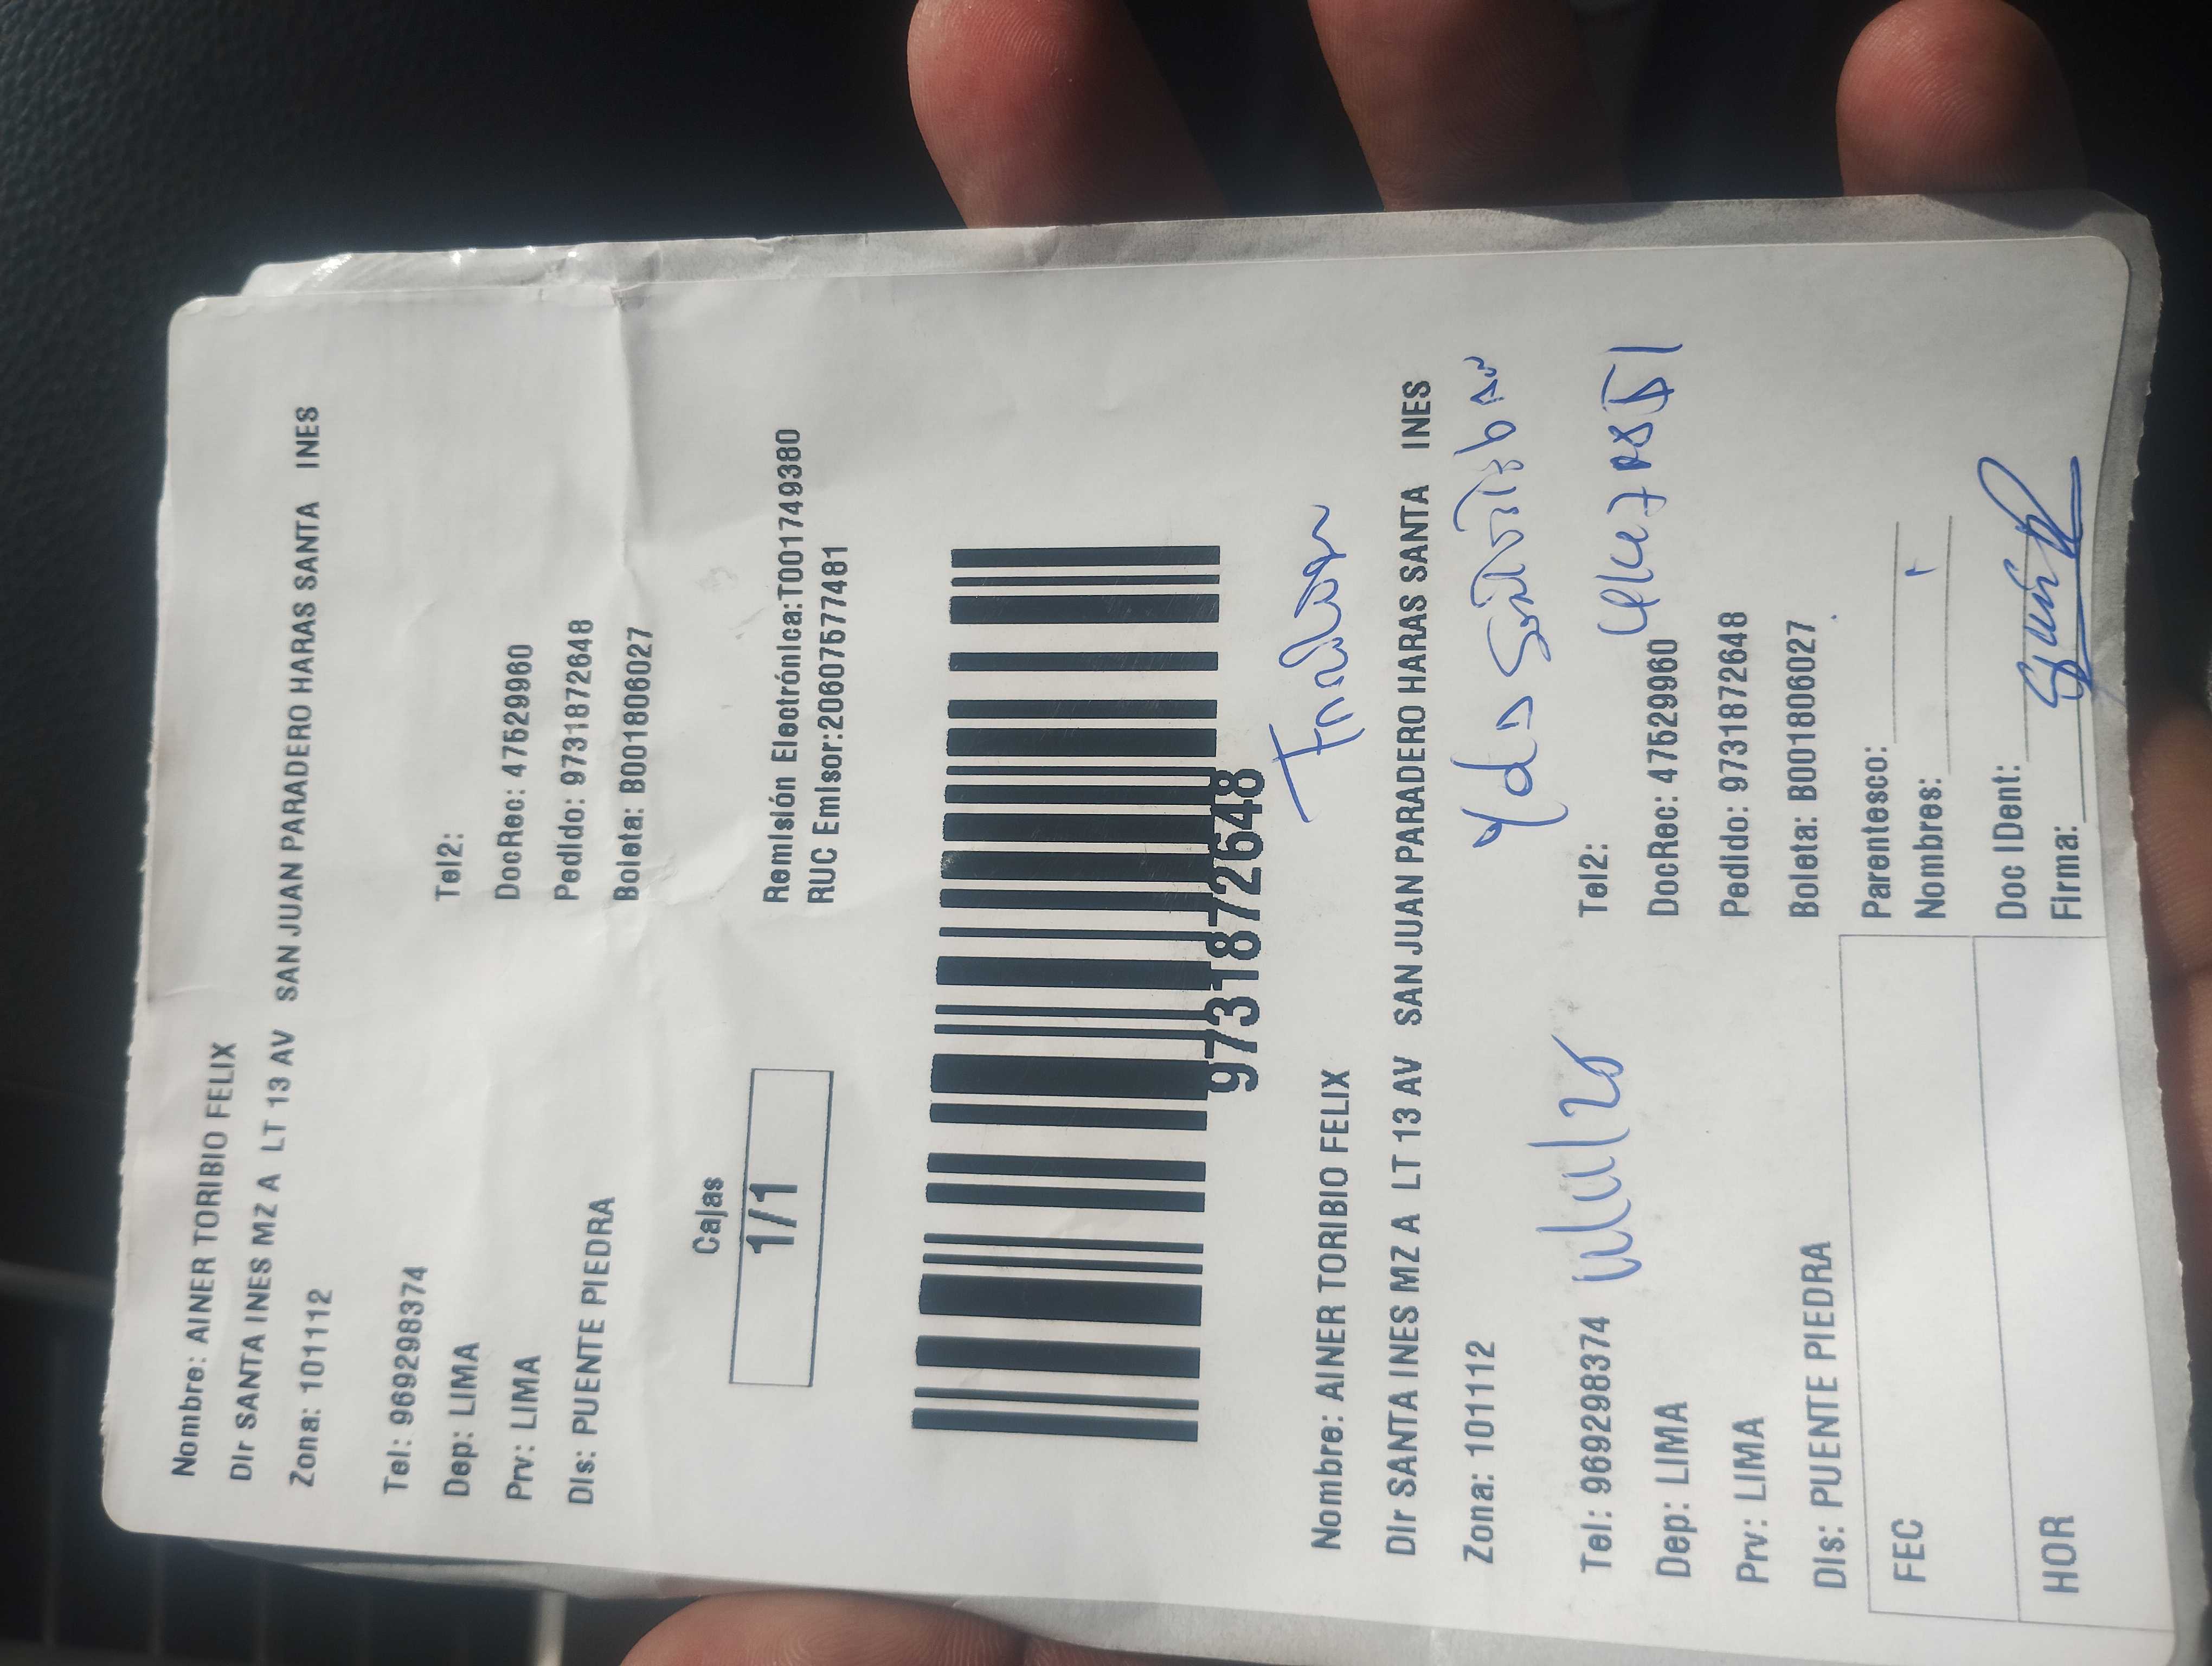 Nombre: AINER TORIBIO FELIX
Dir SANTA INES MZ A LT 13 AV SAN JUAN PARADERO HARAS SANTA INES
Zona: 101112
Tel: 969298374 Tel2:
Dep: LIMA DocRec: 47529960
Prv: LIMA Pedido: 9731872648
Dis: PUENTE PIEDRA Boleta: B001806027
Cajas
1/1
Remisión Electrónica:T001749380
RUC Emisor:20607577481
9731872648
Nombre: AINER TORIBIO FELIX
Dir SANTA INES MZ A LT 13 AV SAN JUAN PARADERO HARAS SANTA INES
Zona: 101112
Tel: 969298374 Tel2:
Dep: LIMA DocRec: 47529960
Prv: LIMA Pedido: 9731872648
Dis: PUENTE PIEDRA Boleta: B001806027
FEC
HOR
Parentesco:
Nombres:
Doc IDent:
Firma: